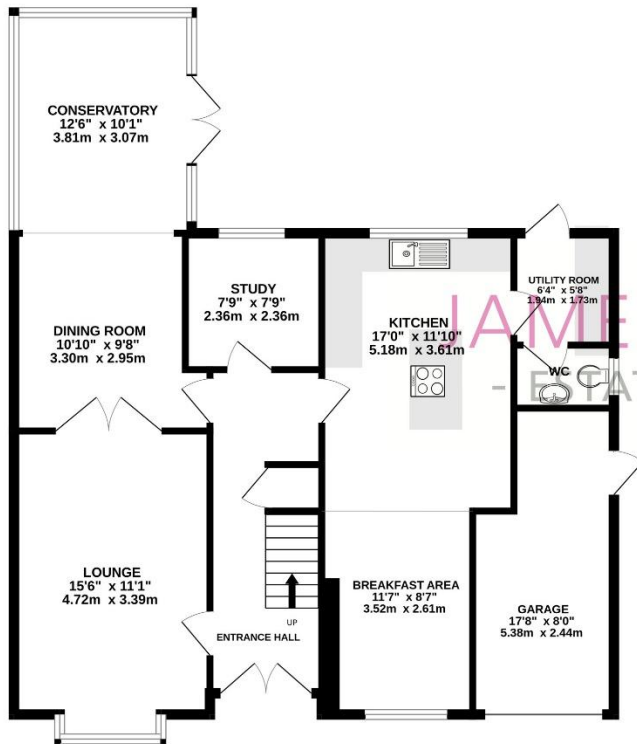 CONSERVATORY
12'6" x 10'1"
3.81m x 3.07m
STUDY
7'9" x 7'9"
2.36m x 2.36m
UTILITY ROOM
6'4" x 5'8"
1.94m x 1.73m
DINING ROOM
10'10" x 9'8"
3.30m x 2.95m
KITCHEN
17'0" x 11'10"
5.18m x 3.61m
JAME
WC
- ESTAT
LOUNGE
15'6" x 11'1"
4.72m x 3.39m
BREAKFAST AREA
11'7" x 8'7"
3.52m x 2.61m
GARAGE
17'8" x 8'0"
5.38m x 2.44m
UP
ENTRANCE HALL